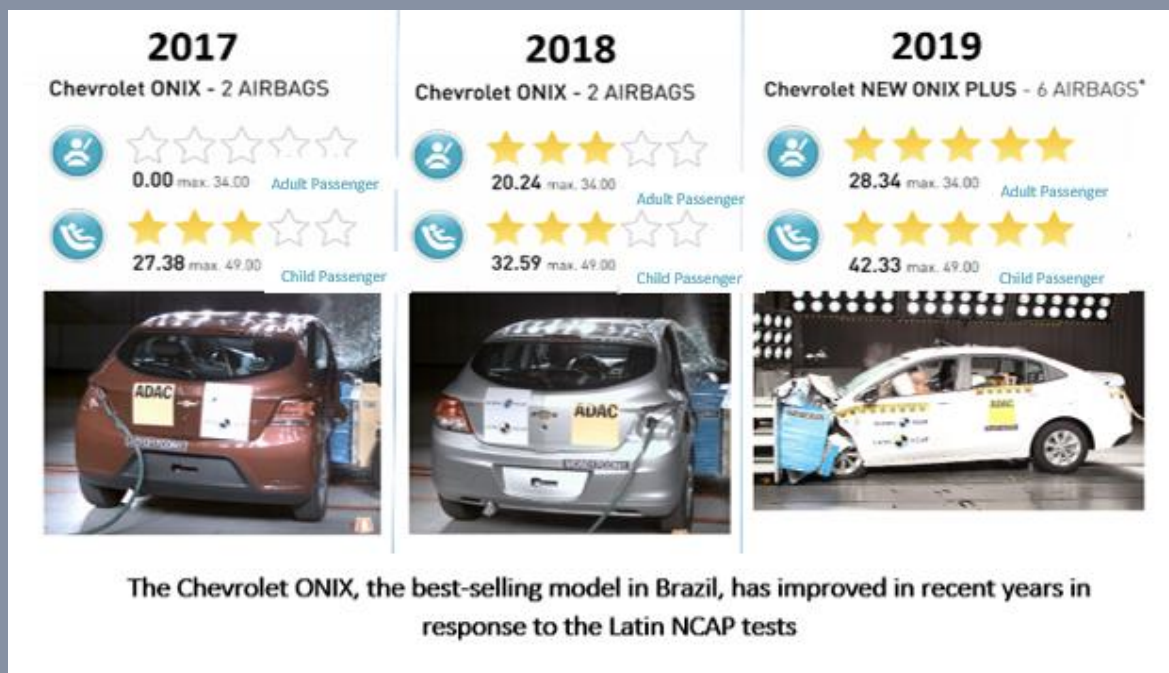 2017
Chevrolet ONIX - 2 AIRBAGS
0.00 max. 34.00 Adult Passenger
27.38 max. 49.00 Child Passenger
ADAC
2018
Chevrolet ONIX - 2 AIRBAGS
20.24 max. 34.00 Adult Passenger
32.59 max. 49.00 Child Passenger
ADAC
2019
Chevrolet NEW ONIX PLUS - 6 AIRBAGS*
28.34 max. 34.00 Adult Passenger
42.33 max. 49.00 Child Passenger
ADAC
LATIN NCAP
The Chevrolet ONIX, the best-selling model in Brazil, has improved in recent years in
response to the Latin NCAP tests